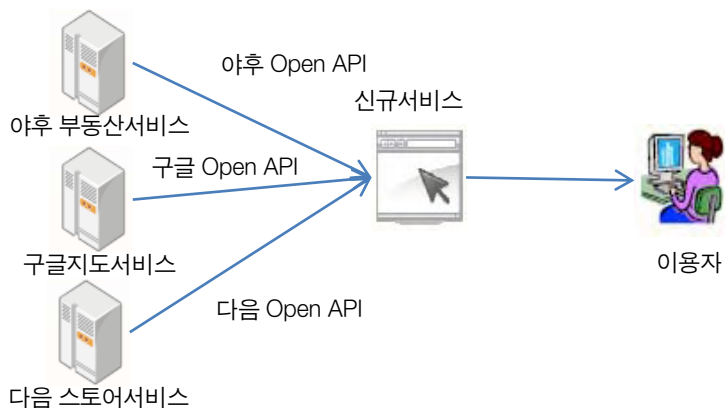 야후 Open API
신규서비스
야후 부동산서비스
구글 Open API
구글지도서비스
이용자
다음 Open API
다음 스토어서비스